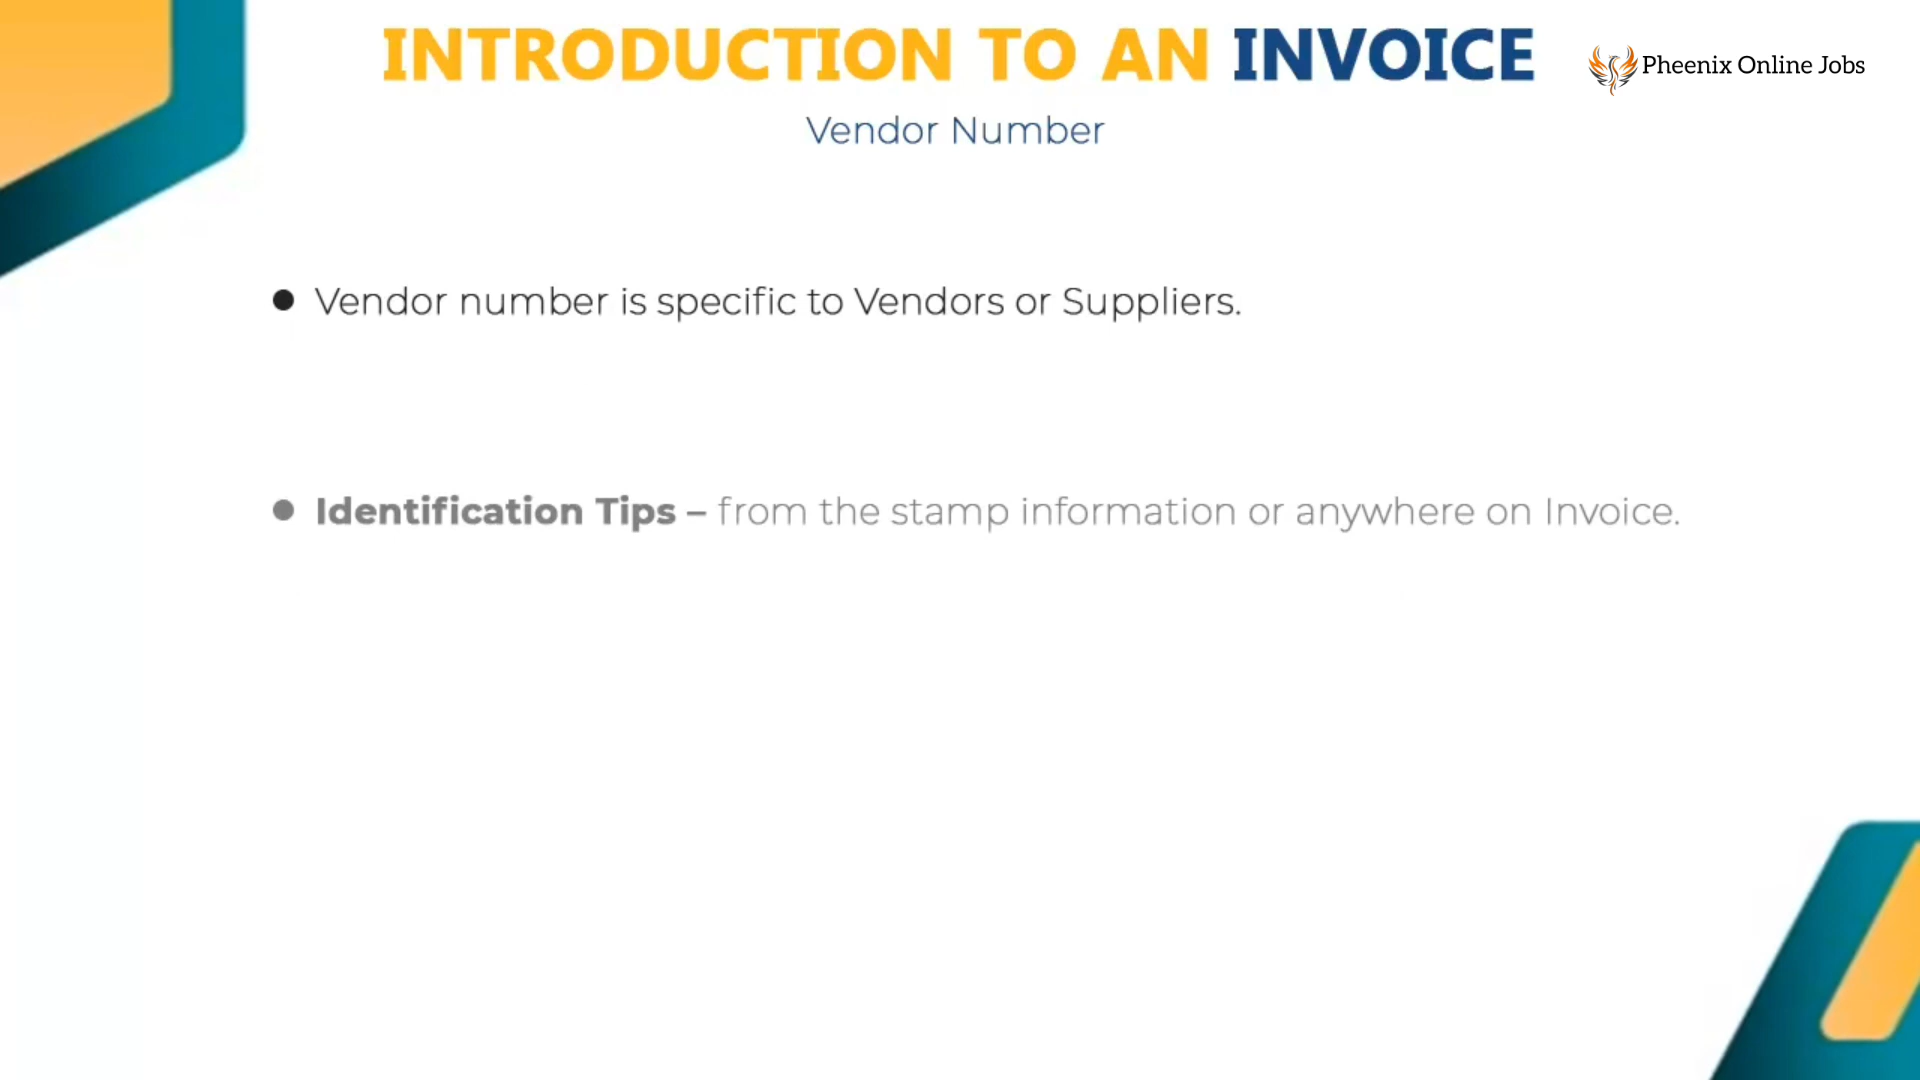 INTRODUCTION TO AN INVOICE
Pheenix Online Jobs
Vendor Number
● Vendor number is specific to Vendors or Suppliers.
● Identification Tips – from the stamp information or anywhere on Invoice.